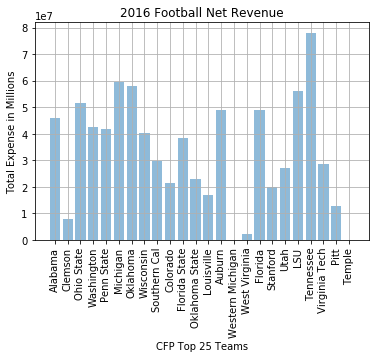 2016 Football Net Revenue
1e7
Total Expense in Millions
8
7
6
5
4
3
2
1
0
Alabama
Clemson
Ohio State
Washington
Penn State
Michigan
Oklahoma
Wisconsin
Southern Cal
Colorado
Florida State
Oklahoma State
Louisville
Auburn
Western Michigan
West Virginia
Florida
Stanford
Utah
LSU
Tennessee
Virginia Tech
Pitt
Temple
CFP Top 25 Teams